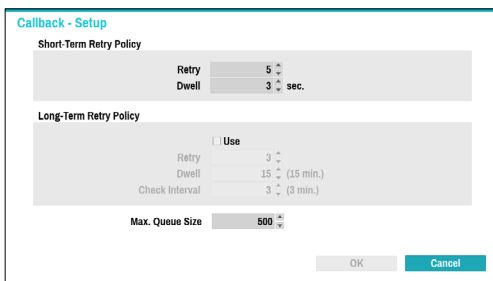 Callback - Setup
Short-Term Retry Policy
Retry 5
Dwell 3 sec.
Long-Term Retry Policy
Use
Retry 3
Dwell 15 (15 min.)
Check Interval 3 (3 min.)
Max. Queue Size 500
OK Cancel